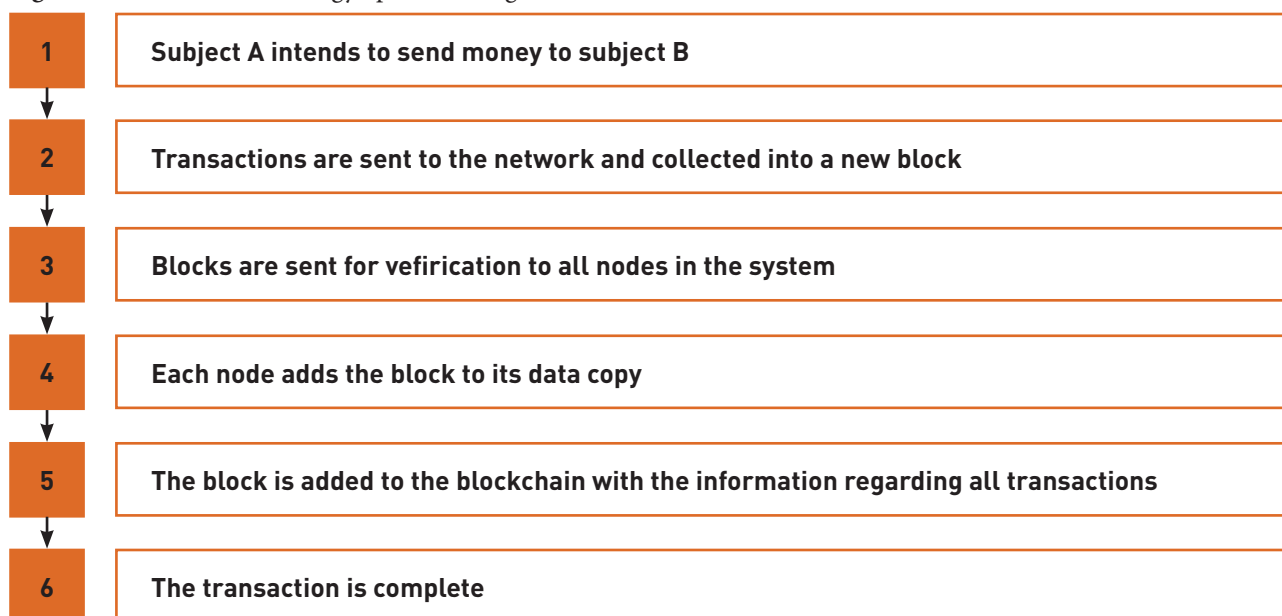 1
Subject A intends to send money to subject B
2
Transactions are sent to the network and collected into a new block
3
Blocks are sent for vefirication to all nodes in the system
4
Each node adds the block to its data copy
5
The block is added to the blockchain with the information regarding all transactions
6
The transaction is complete